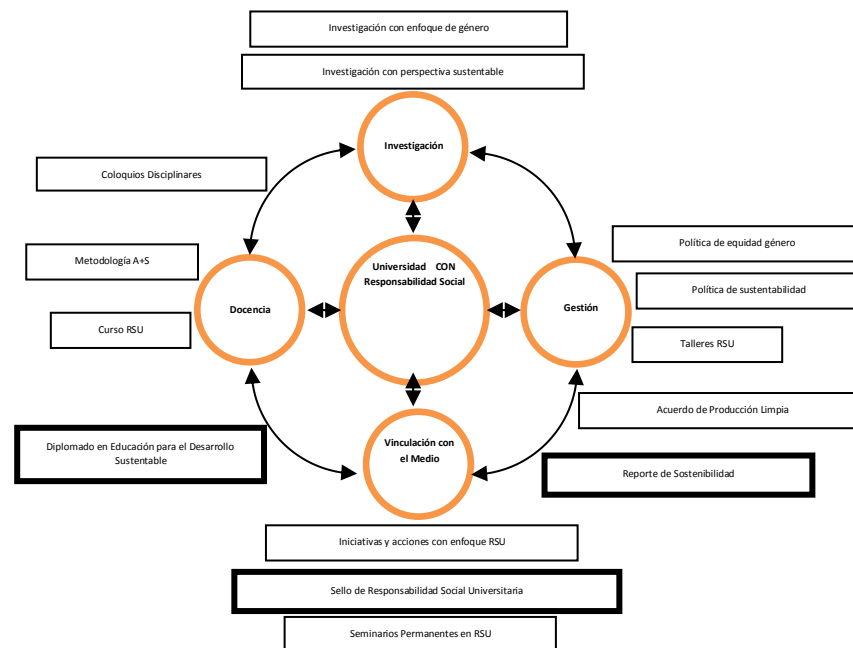 Investigación con enfoque de género
Investigación con perspectiva sustentable
Investigación
Coloquios Disciplinares
Política de equidad género
Metodología A+S
Universidad CON
Responsabilidad Social
Política de sustentabilidad
Docencia
Gestión
Curso RSU
Talleres RSU
Acuerdo de Producción Limpia
Diplomado en Educación para el Desarrollo
Sustentable
Vinculación con
el Medio
Reporte de Sostenibilidad
Iniciativas y acciones con enfoque RSU
Sello de Responsabilidad Social Universitaria
Seminarios Permanentes en RSU